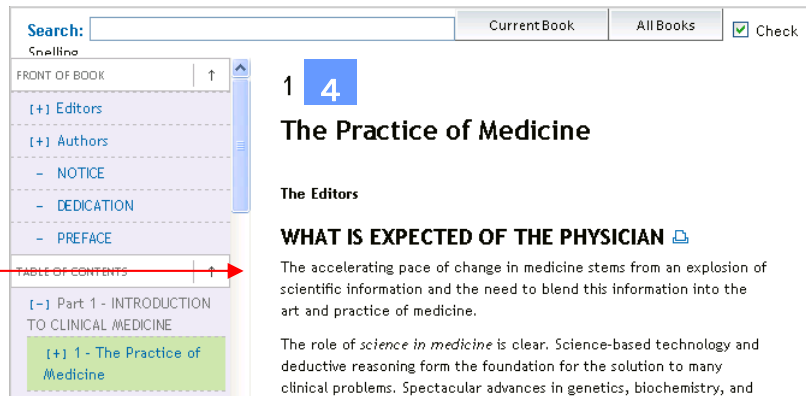 Search: Current Book All Books Check
Spelling
FRONT OF BOOK ↑
[+] Editors
[+] Authors
– NOTICE
– DEDICATION
– PREFACE
TABLE OF CONTENTS ↑
[-] Part 1 - INTRODUCTION
TO CLINICAL MEDICINE
[+] 1 - The Practice of
Medicine
1 4
The Practice of Medicine
The Editors
WHAT IS EXPECTED OF THE PHYSICIAN
The accelerating pace of change in medicine stems from an explosion of
scientific information and the need to blend this information into the
art and practice of medicine.
The role of science in medicine is clear. Science-based technology and
deductive reasoning form the foundation for the solution to many
clinical problems. Spectacular advances in genetics, biochemistry, and